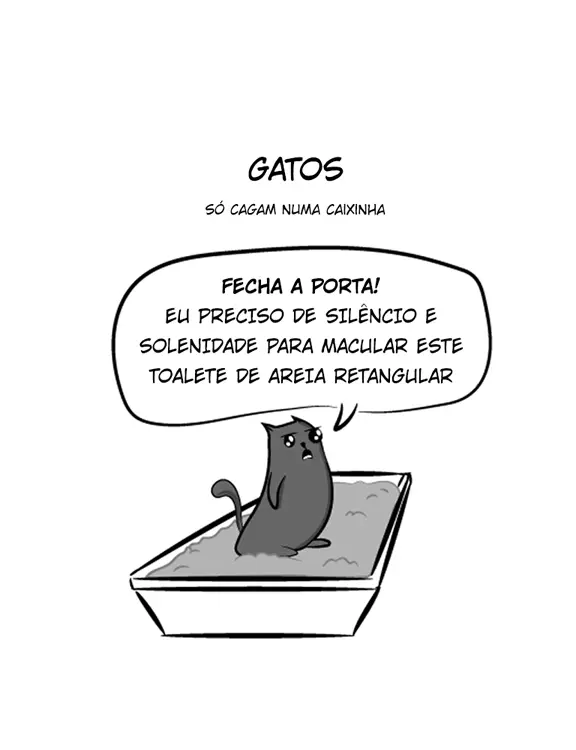 GATOS
SÓ CAGAM NUMA CAIXINHA
FECHA A PORTA!
EU PRECISO DE SILÊNCIO E
SOLENIDADE PARA MACULAR ESTE
TOALETE DE AREIA RETANGULAR